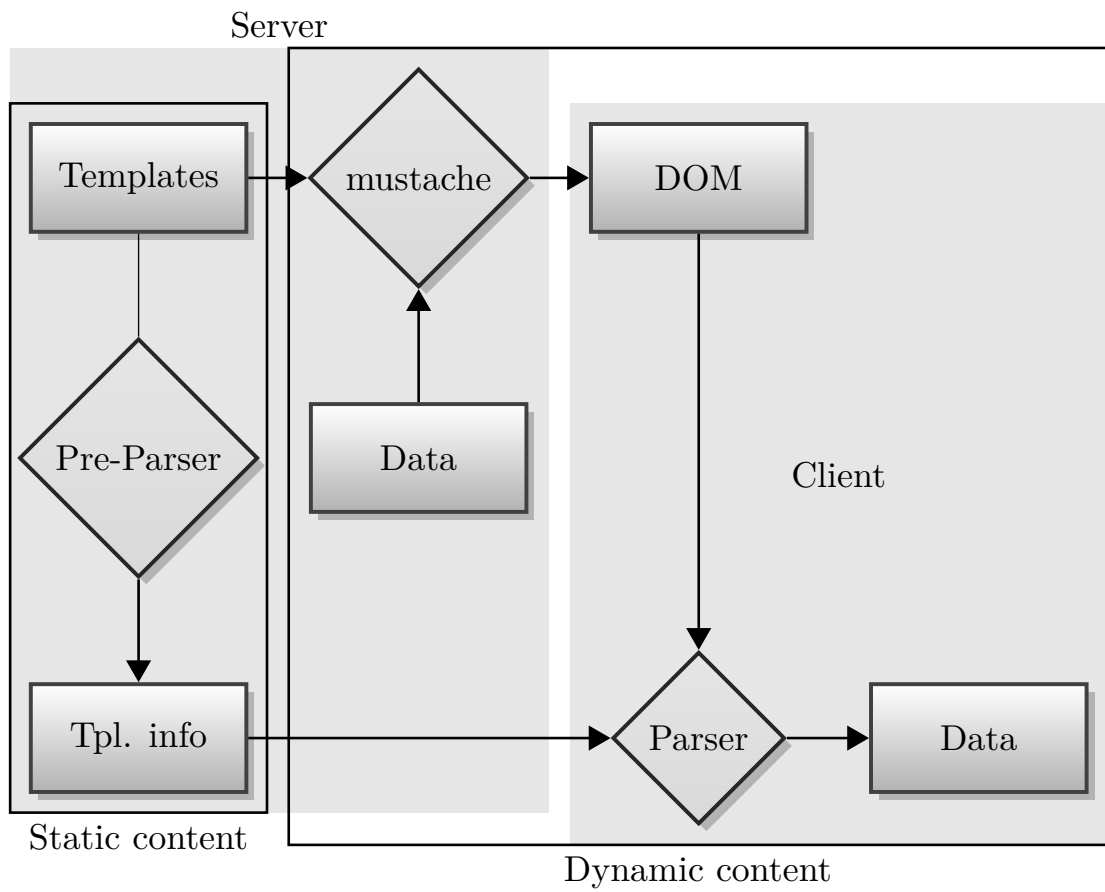 Server
Templates
mustache
DOM
Pre-Parser
Data
Client
Tpl. info
Parser
Data
Static content
Dynamic content